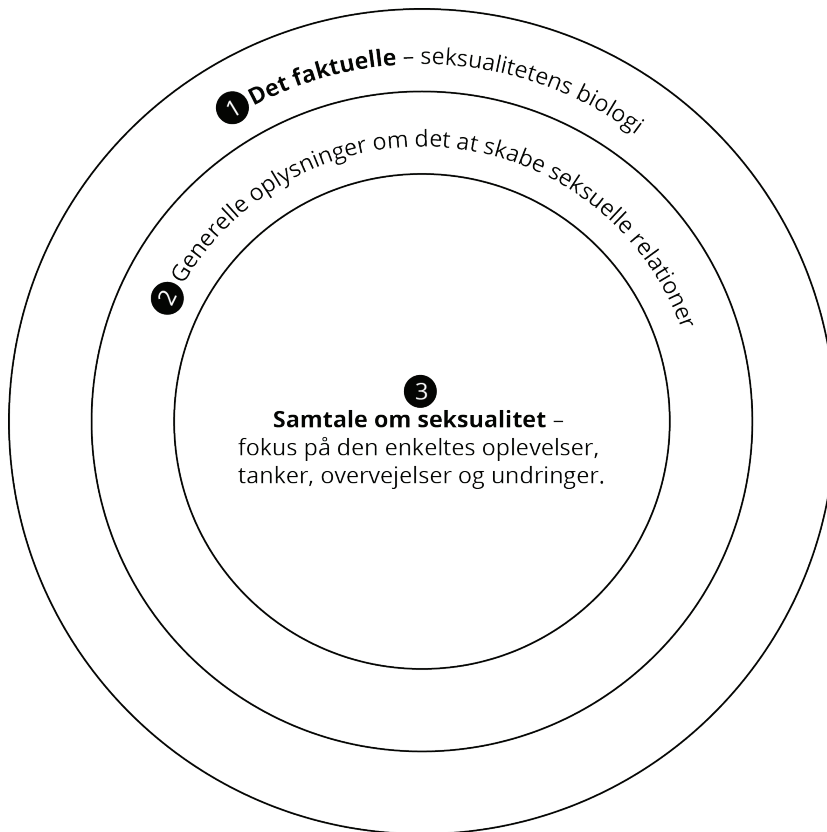 1 Det faktuelle – seksualitetens biologi
2 Generelle oplysninger om det at skabe seksuelle relationer
3
Samtale om seksualitet –
fokus på den enkeltes oplevelser,
tanker, overvejelser og undringer.